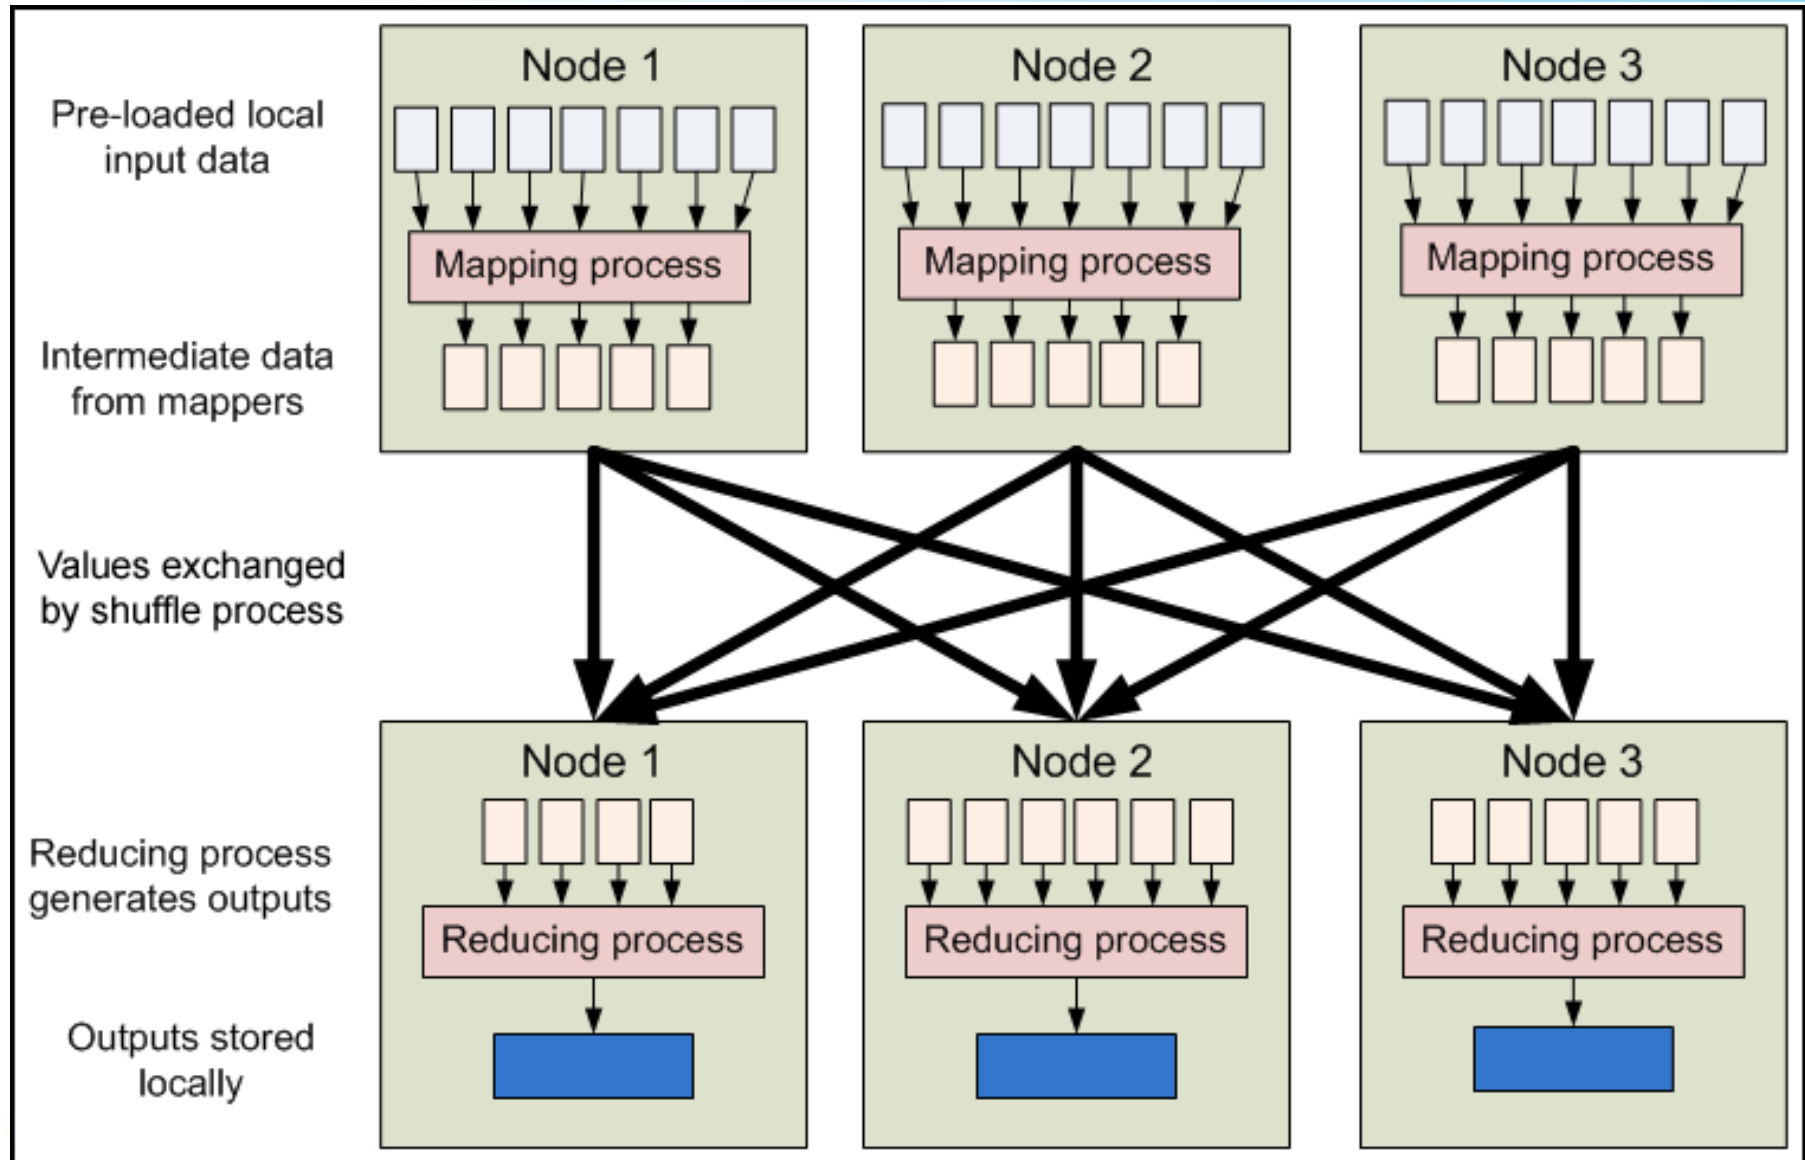 Node 1
Node 2
Node 3
Pre-loaded local
input data
Mapping process
Mapping process
Mapping process
Intermediate data
from mappers
Values exchanged
by shuffle process
Node 1
Node 2
Node 3
Reducing process
generates outputs
Reducing process
Reducing process
Reducing process
Outputs stored
locally